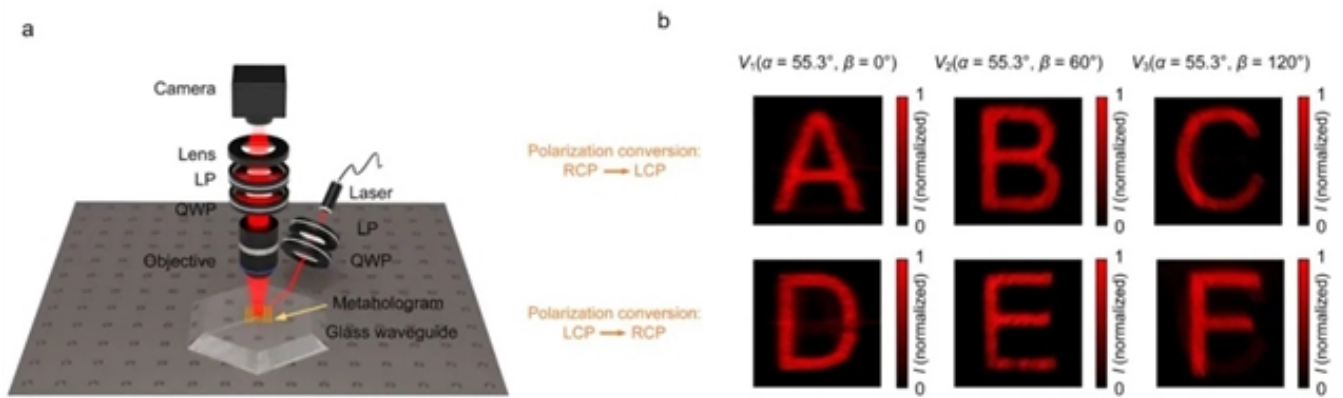 a
Camera
Lens
LP
QWP
Objective
Laser
LP
QWP
Metahologram
Glass waveguide
b
V₁(α = 55.3°, β = 0°)
V₂(α = 55.3°, β = 60°)
V₃(α = 55.3°, β = 120°)
Polarization conversion:
RCP → LCP
A
1
I (normalized)
0
B
1
I (normalized)
0
C
1
I (normalized)
0
Polarization conversion:
LCP → RCP
D
1
I (normalized)
0
E
1
I (normalized)
0
F
1
I (normalized)
0